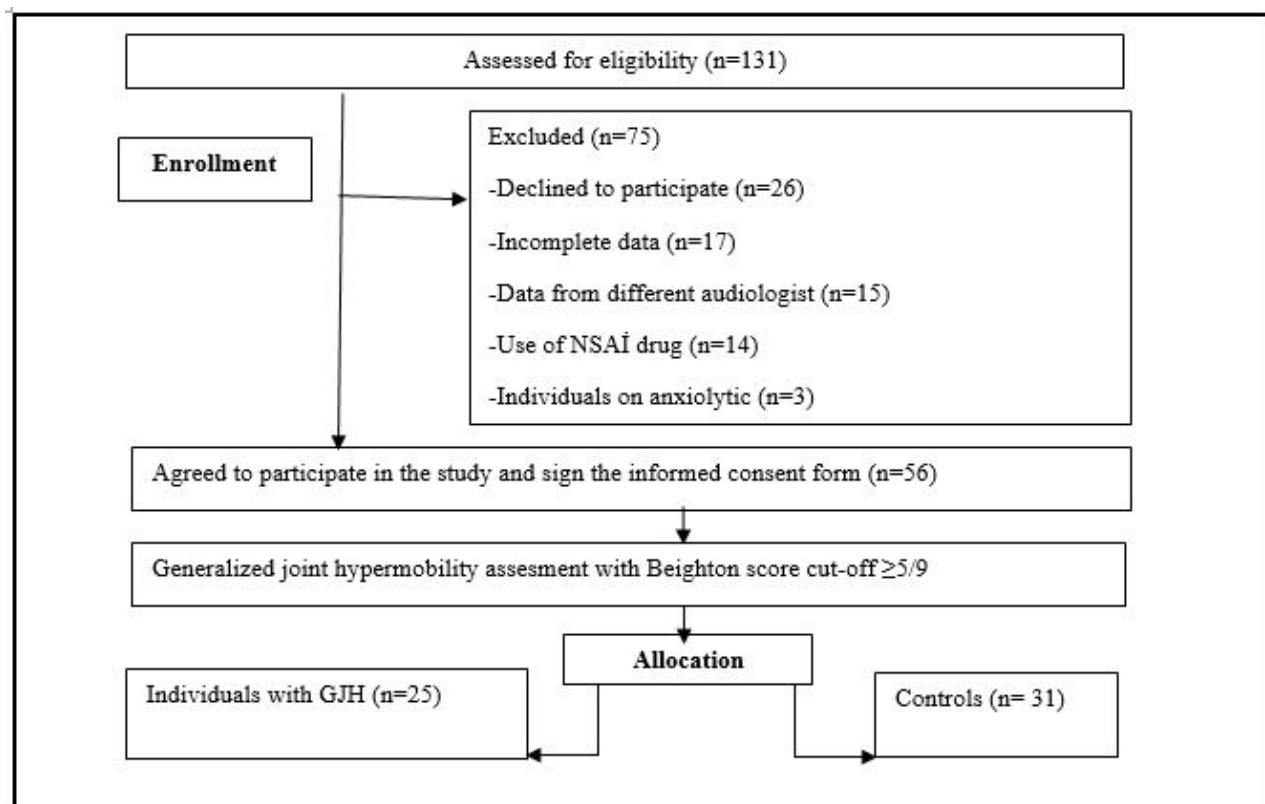 Assessed for eligibility (n=131)
Enrollment
Excluded (n=75)
-Declined to participate (n=26)
-Incomplete data (n=17)
-Data from different audiologist (n=15)
-Use of NSAİ drug (n=14)
-Individuals on anxiolytic (n=3)
Agreed to participate in the study and sign the informed consent form (n=56)
Generalized joint hypermobility assesment with Beighton score cut-off ≥5/9
Allocation
Individuals with GJH (n=25)
Controls (n= 31)